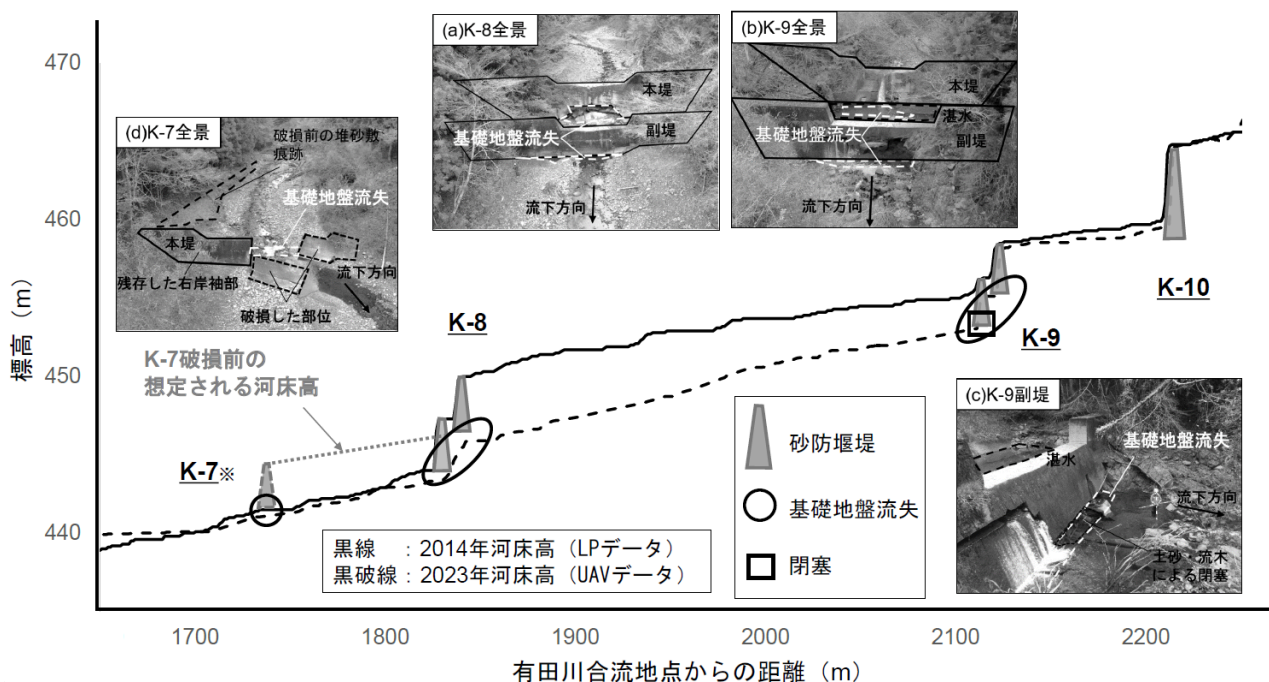 (a)K-8全景
本堤
副堤
基礎地盤流失
流下方向
(b)K-9全景
本堤
湛水
基礎地盤流失
副堤
流下方向
(d)K-7全景
破損前の堆砂敷
痕跡
基礎地盤流失
本堤
残存した右岸袖部
流下方向
破損した部位
470
460
450
440
標高（m）
K-7破損前の
想定される河床高
K-7※
K-8
K-9
K-10
(c)K-9副堤
基礎地盤流失
湛水
流下方向
土砂・流木
による閉塞
砂防堰堤
基礎地盤流失
閉塞
黒線　：2014年河床高（LPデータ）
黒破線：2023年河床高（UAVデータ）
1700
1800
1900
2000
2100
2200
有田川合流地点からの距離（m）